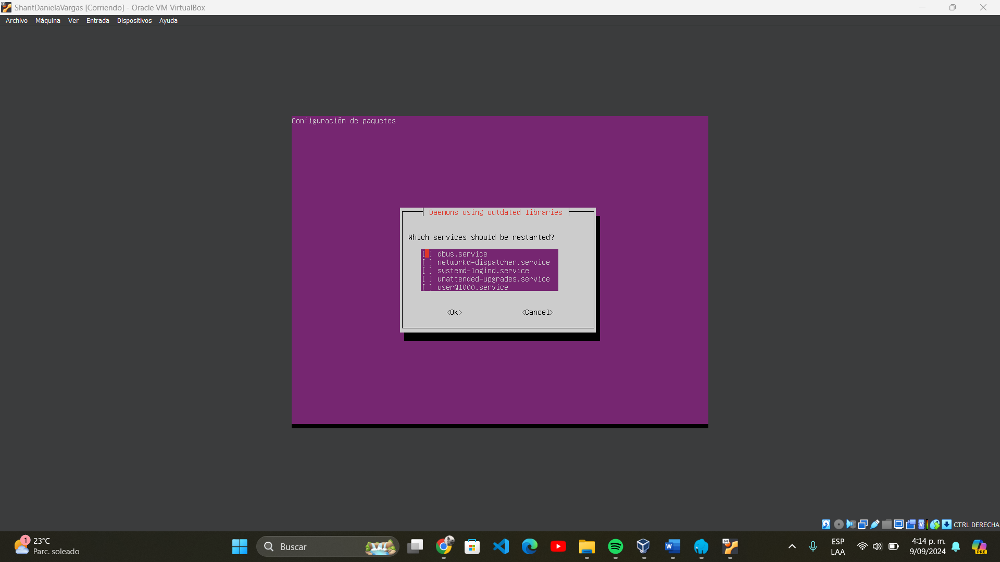 SharitDanielaVargas [Corriendo] - Oracle VM VirtualBox
Archivo Máquina Ver Entrada Dispositivos Ayuda
Configuración de paquetes
Daemons using outdated libraries
Which services should be restarted?
[ ] dbus.service
[ ] networkd-dispatcher.service
[ ] systemd-logind.service
[ ] unattended-upgrades.service
[ ] user@1000.service
<Ok> <Cancel>
CTRL DERECHA
1
23°C
Parc. soleado
Buscar
64
ESP
LAA
4:14 p. m.
9/09/2024
PRE